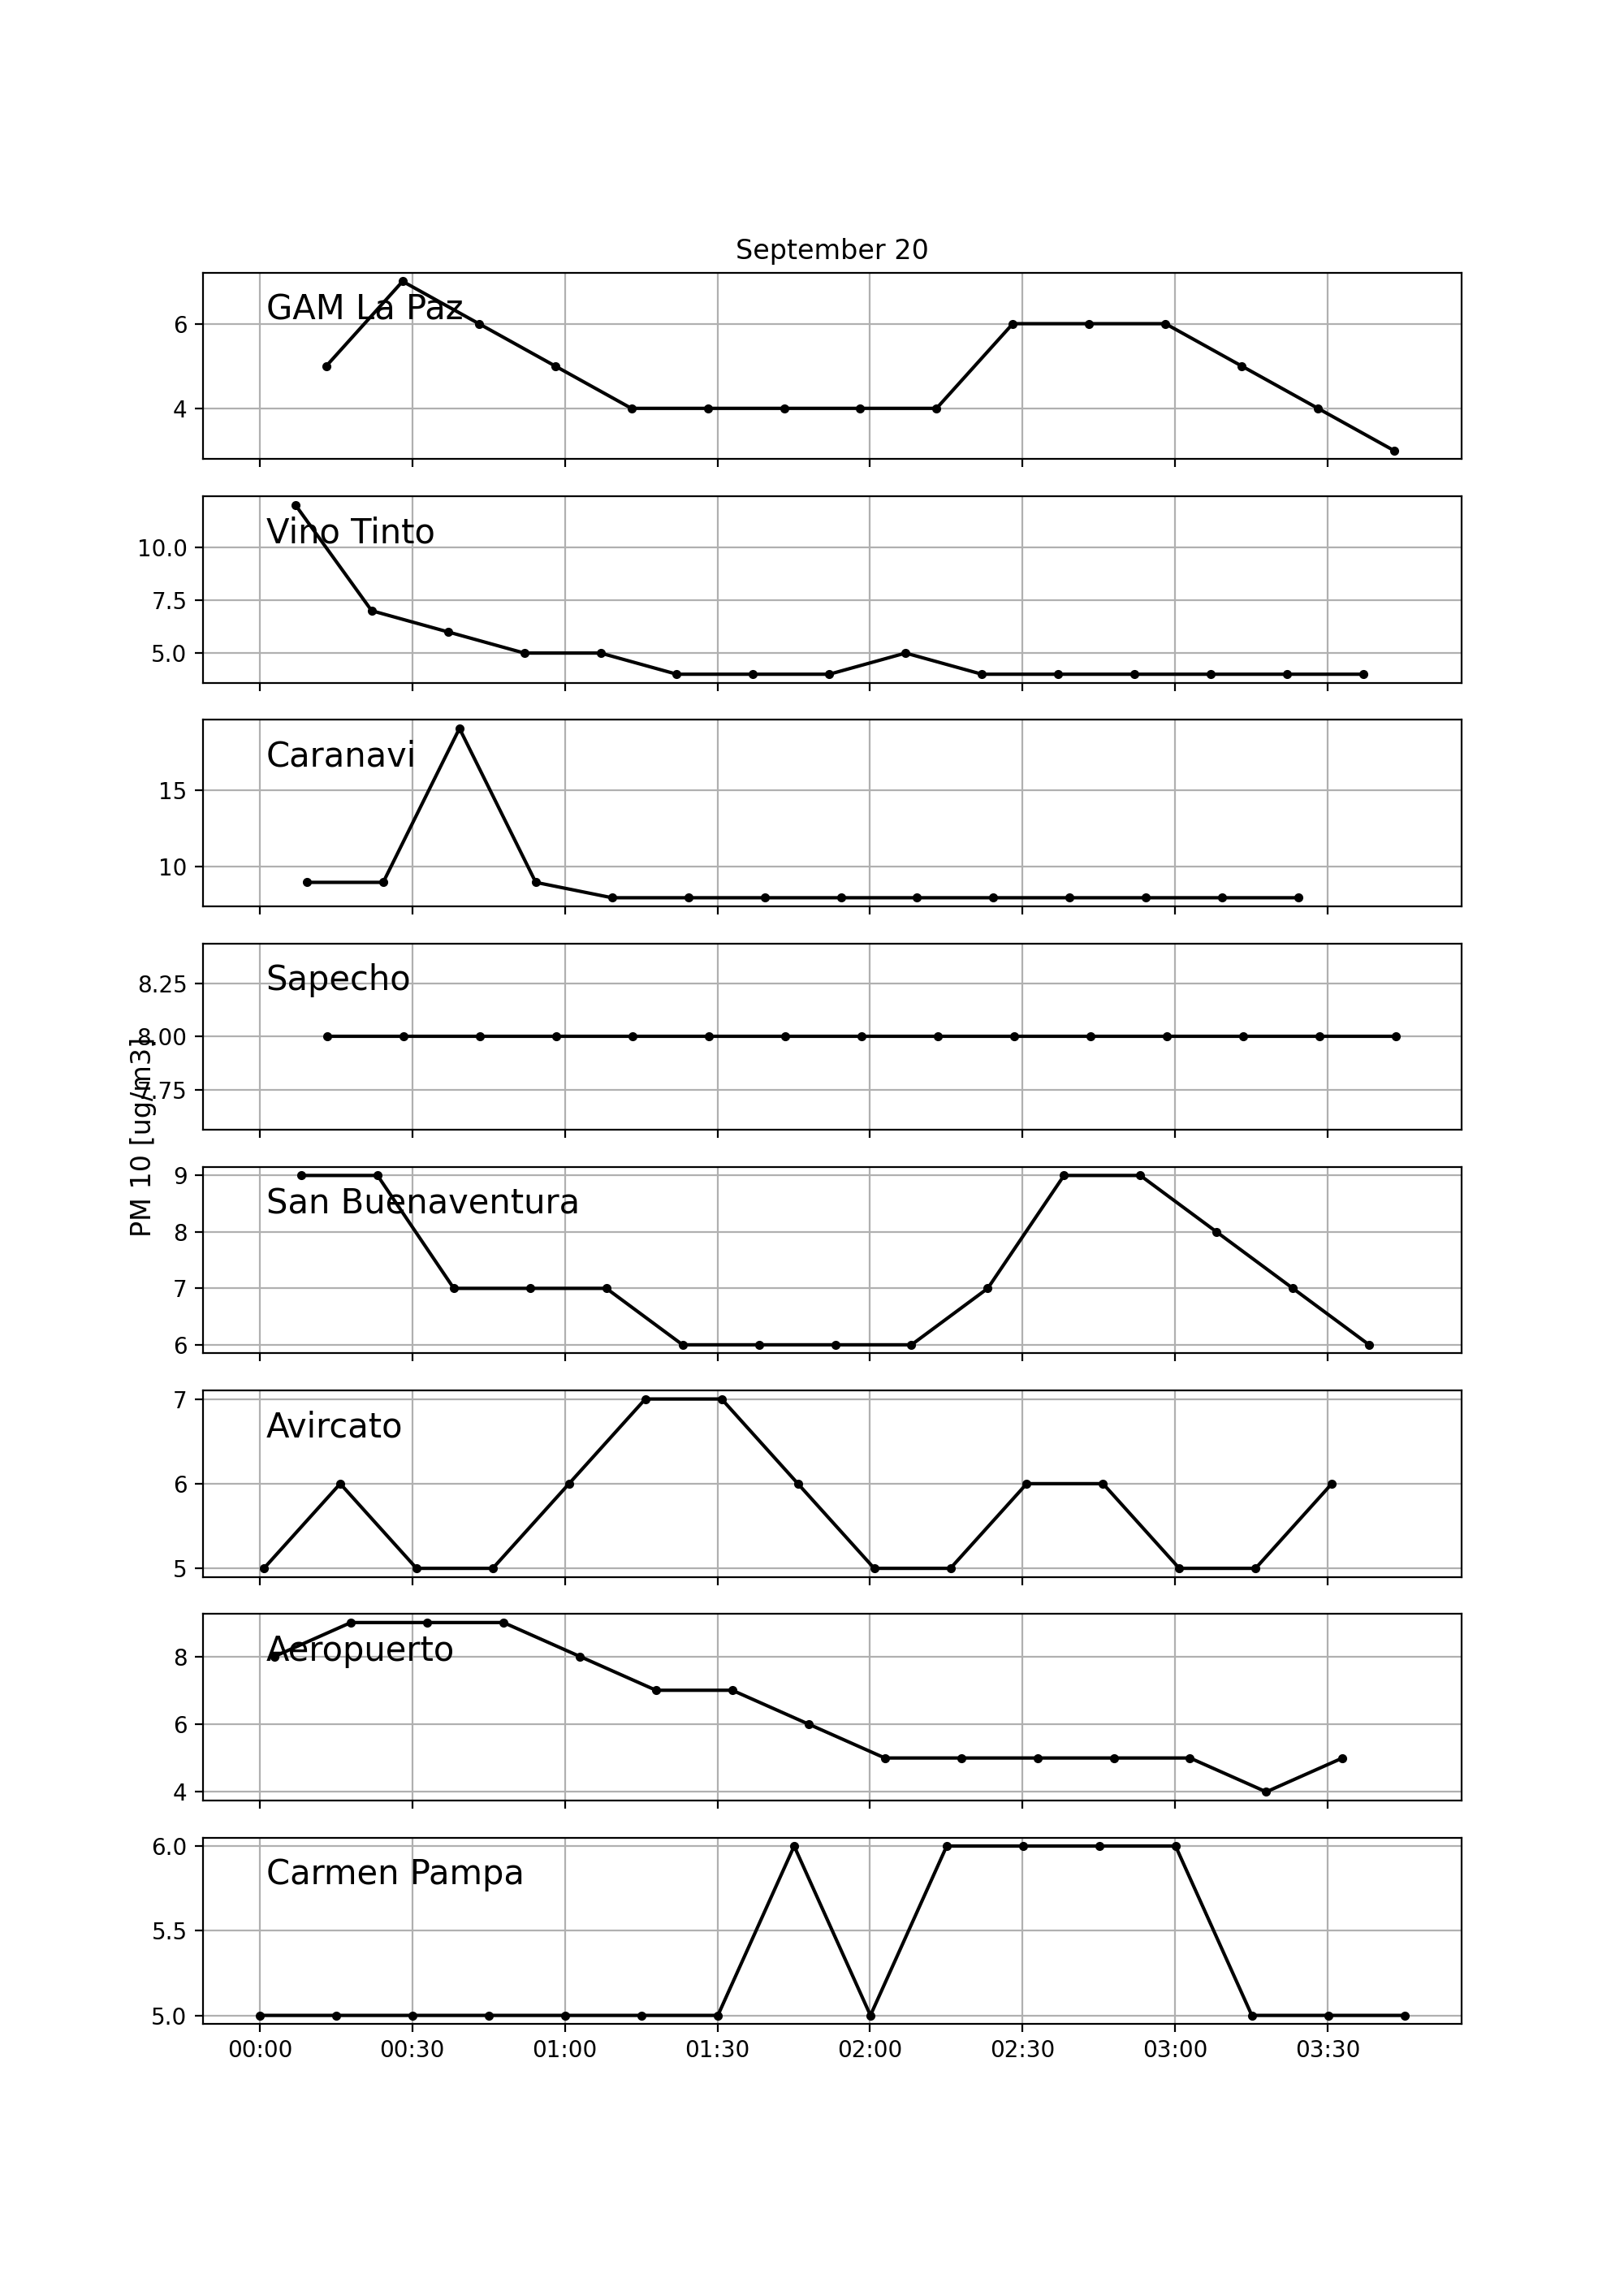 September 20
GAM La Paz
6
4
Vino Tinto
10.0
7.5
5.0
Caranavi
15
10
Sapecho
8.25
8.00
7.75
PM 10 [ug/m3]
San Buenaventura
9
8
7
6
Avircato
7
6
5
Aeropuerto
8
6
4
Carmen Pampa
6.0
5.5
5.0
00:00 00:30 01:00 01:30 02:00 02:30 03:00 03:30